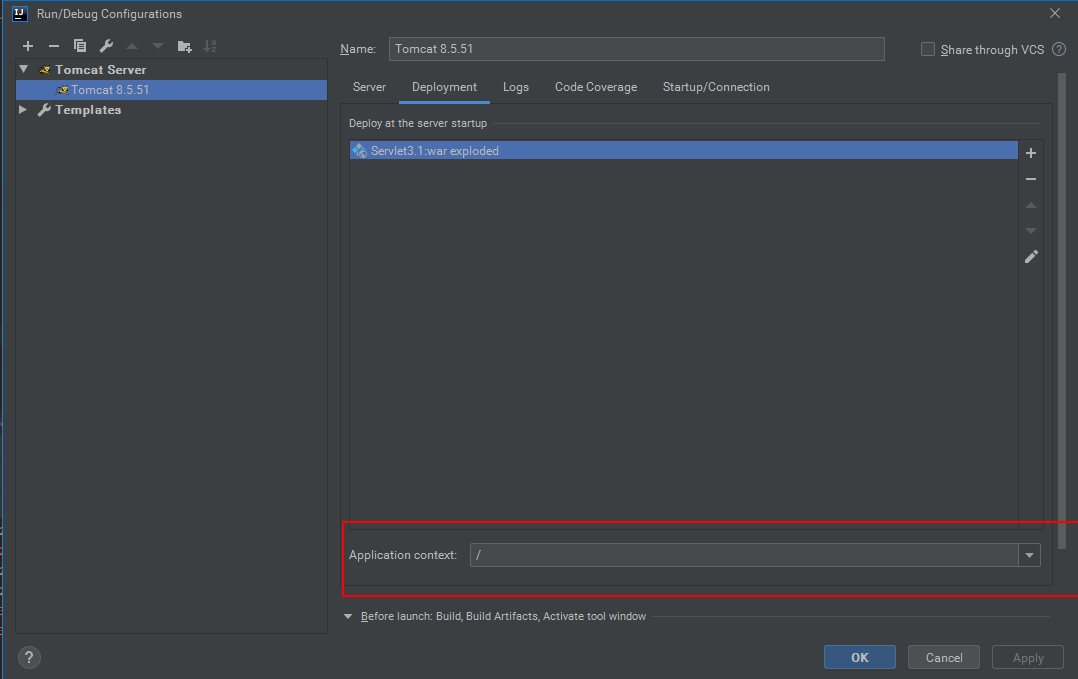 IJ Run/Debug Configurations
Name: Tomcat 8.5.51 Share through VCS ?
Tomcat Server
Tomcat 8.5.51
Templates
Server Deployment Logs Code Coverage Startup/Connection
Deploy at the server startup
Servlet3.1:war exploded
Application context: /
Before launch: Build, Build Artifacts, Activate tool window
? OK Cancel Apply